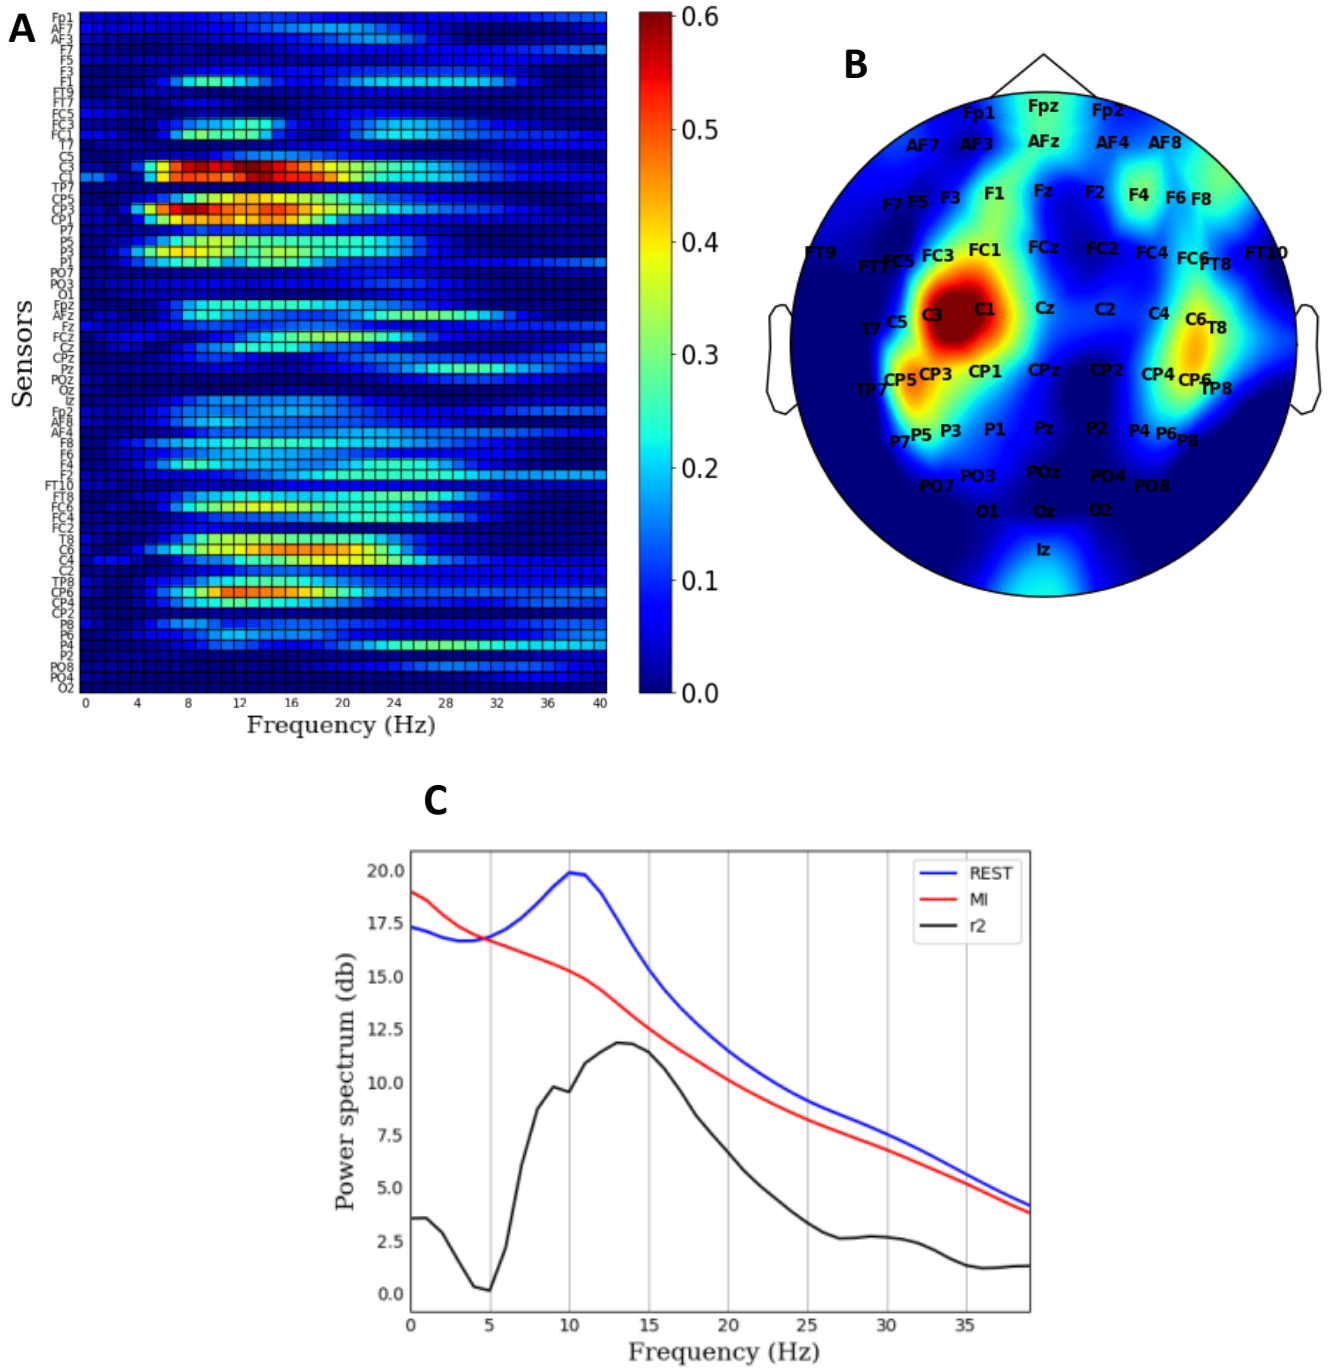 A
Fp1
AF7
AF3
F7
F5
F3
F1
FT9
FT7
FC5
FC3
FC1
T7
C5
C3
C1
TP7
CP5
CP3
CP1
P7
P5
P3
P1
PO7
PO3
O1
Fpz
AFz
Fz
FCz
Cz
CPz
Pz
POz
Oz
Iz
Fp2
AF8
AF4
F8
F6
F4
F2
FT10
FT8
FC6
FC4
FC2
T8
C6
C4
C2
TP8
CP6
CP4
CP2
P8
P6
P4
P2
PO8
PO4
O2
Sensors
0 4 8 12 16 20 24 28 32 36 40
Frequency (Hz)
0.6
0.5
0.4
0.3
0.2
0.1
0.0
B
Fp1 Fpz Fp2
AF7 AF3 AFz AF4 AF8
F7 F5 F3 F1 Fz F2 F4 F6 F8
FT9 FT7 FC5 FC3 FC1 FCz FC2 FC4 FC6 FT8 FT10
T7 C5 C3 C1 Cz C2 C4 C6 T8
TP7 CP5 CP3 CP1 CPz CP2 CP4 CP6 TP8
P7 P5 P3 P1 Pz P2 P4 P6 P8
PO7 PO3 POz PO4 PO8
O1 Oz O2
Iz
C
REST
MI
r2
20.0
17.5
15.0
12.5
10.0
7.5
5.0
2.5
0.0
Power spectrum (db)
0 5 10 15 20 25 30 35
Frequency (Hz)